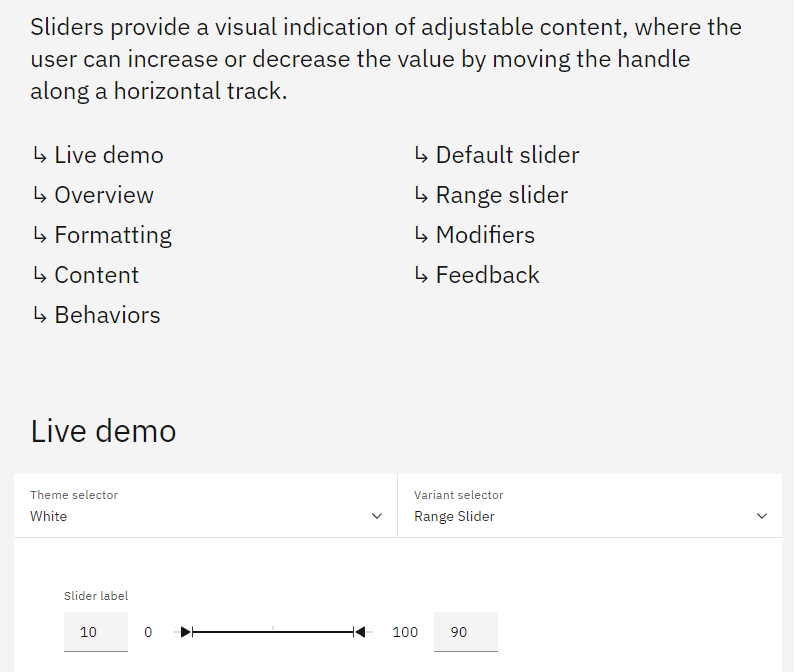 Sliders provide a visual indication of adjustable content, where the
user can increase or decrease the value by moving the handle
along a horizontal track.
↳ Live demo
↳ Overview
↳ Formatting
↳ Content
↳ Behaviors
↳ Default slider
↳ Range slider
↳ Modifiers
↳ Feedback
Live demo
Theme selector
White
Variant selector
Range Slider
Slider label
10 0 100 90